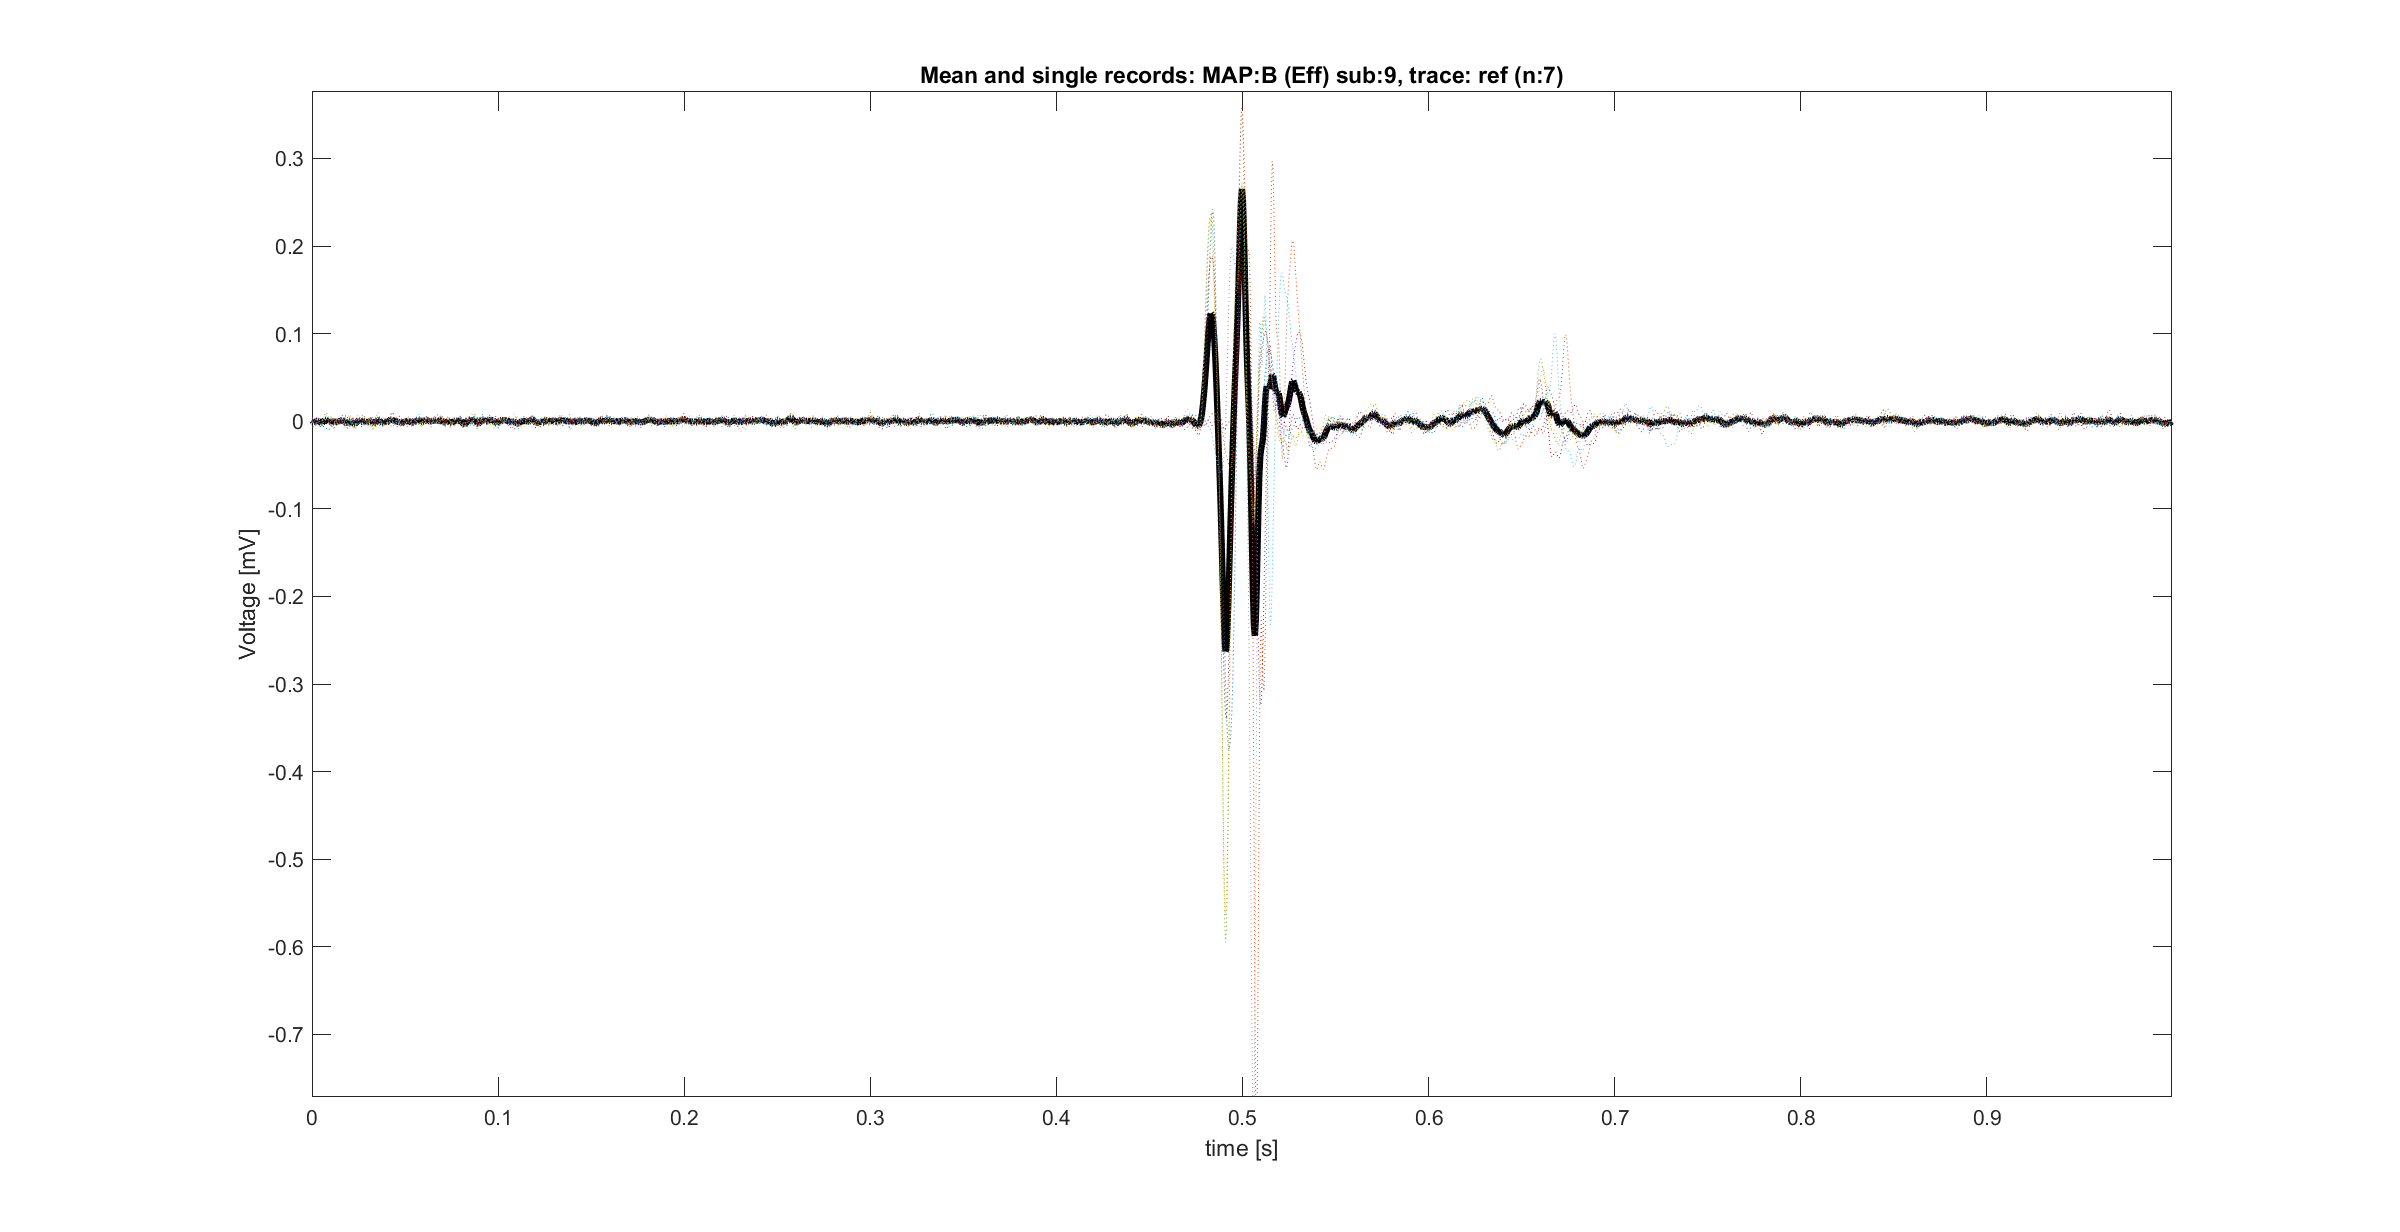 Mean and single records: MAP:B (Eff) sub:9, trace: ref (n:7)
0.3
0.2
0.1
0
-0.1
-0.2
-0.3
-0.4
-0.5
-0.6
-0.7
Voltage [mV]
0 0.1 0.2 0.3 0.4 0.5 0.6 0.7 0.8 0.9
time [s]